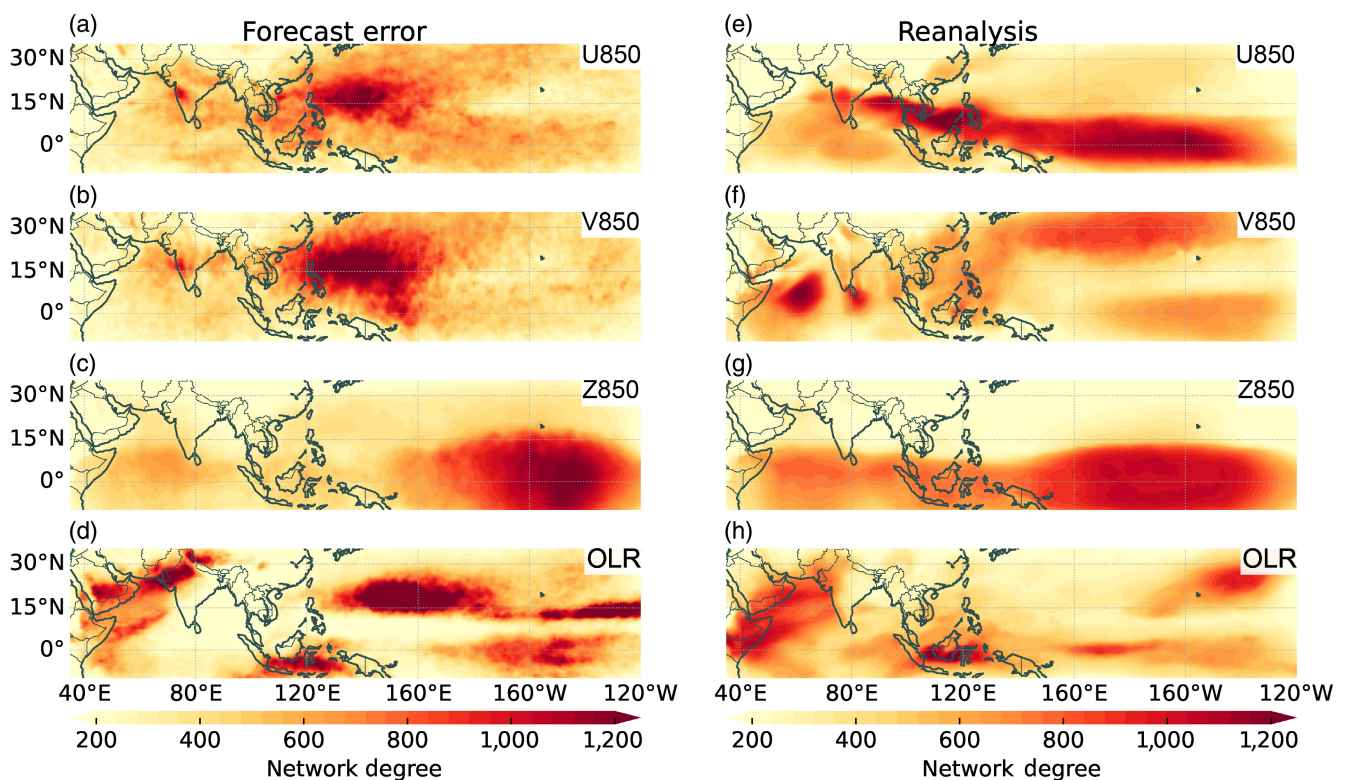 Forecast error
Reanalysis
(a)
U850
30°N
15°N
0°
(e)
U850
(b)
V850
30°N
15°N
0°
(f)
V850
(c)
Z850
30°N
15°N
0°
(g)
Z850
(d)
OLR
30°N
15°N
0°
(h)
OLR
40°E 80°E 120°E 160°E 160°W 120°W
40°E 80°E 120°E 160°E 160°W 120°W
200 400 600 800 1,000 1,200
Network degree
200 400 600 800 1,000 1,200
Network degree